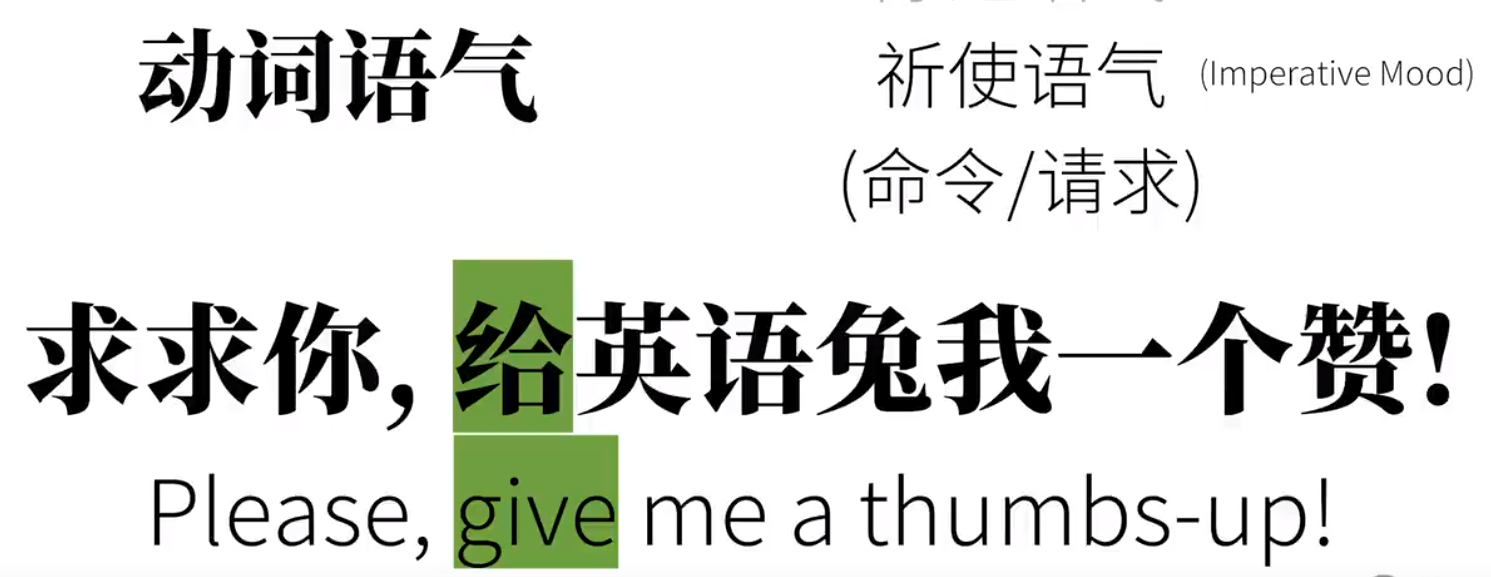 动词语气
祈使语气 (Imperative Mood)
(命令/请求)
求求你, 给英语兔我一个赞!
Please, give me a thumbs-up!